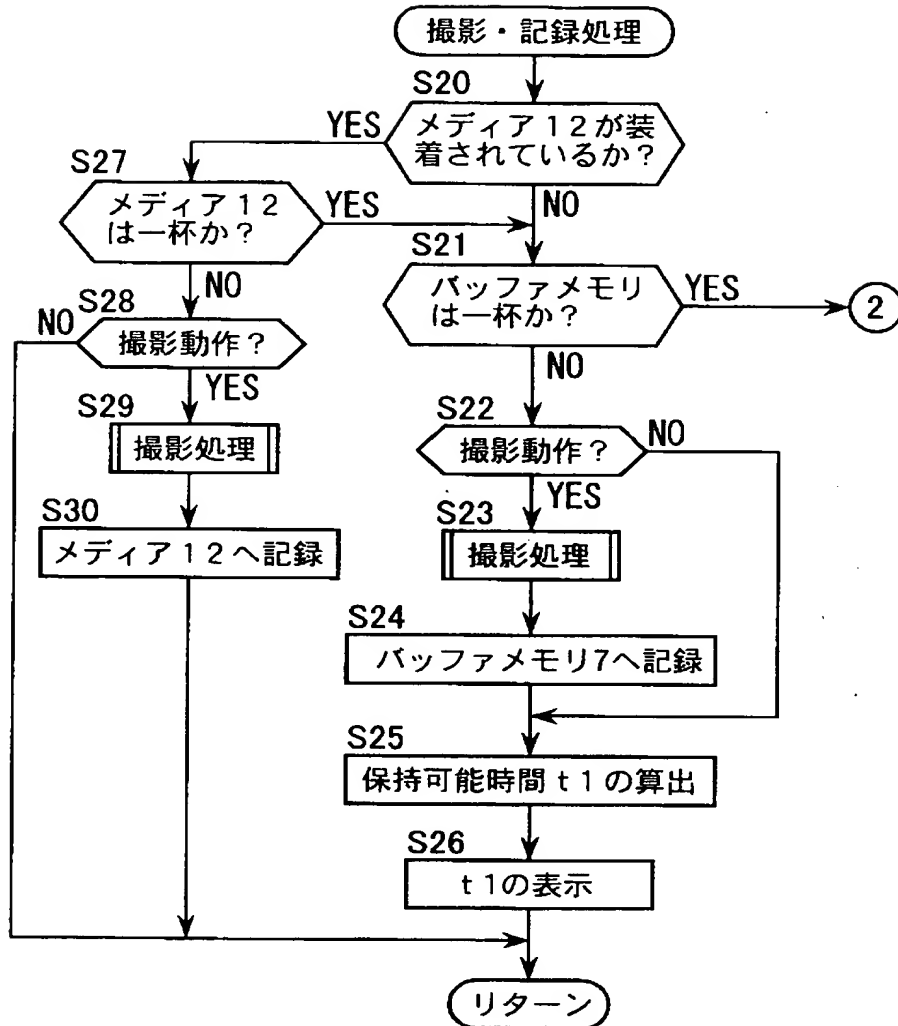 撮影・記録処理
S20
メディア12が装
着されているか?
YES
NO
S27
メディア12
は一杯か?
YES
NO
S21
バッファメモリ
は一杯か?
YES
2
NO
S28
撮影動作?
NO
YES
S29
撮影処理
S30
メディア12へ記録
S22
撮影動作?
NO
YES
S23
撮影処理
S24
バッファメモリ7へ記録
S25
保持可能時間t1の算出
S26
t1の表示
リターン